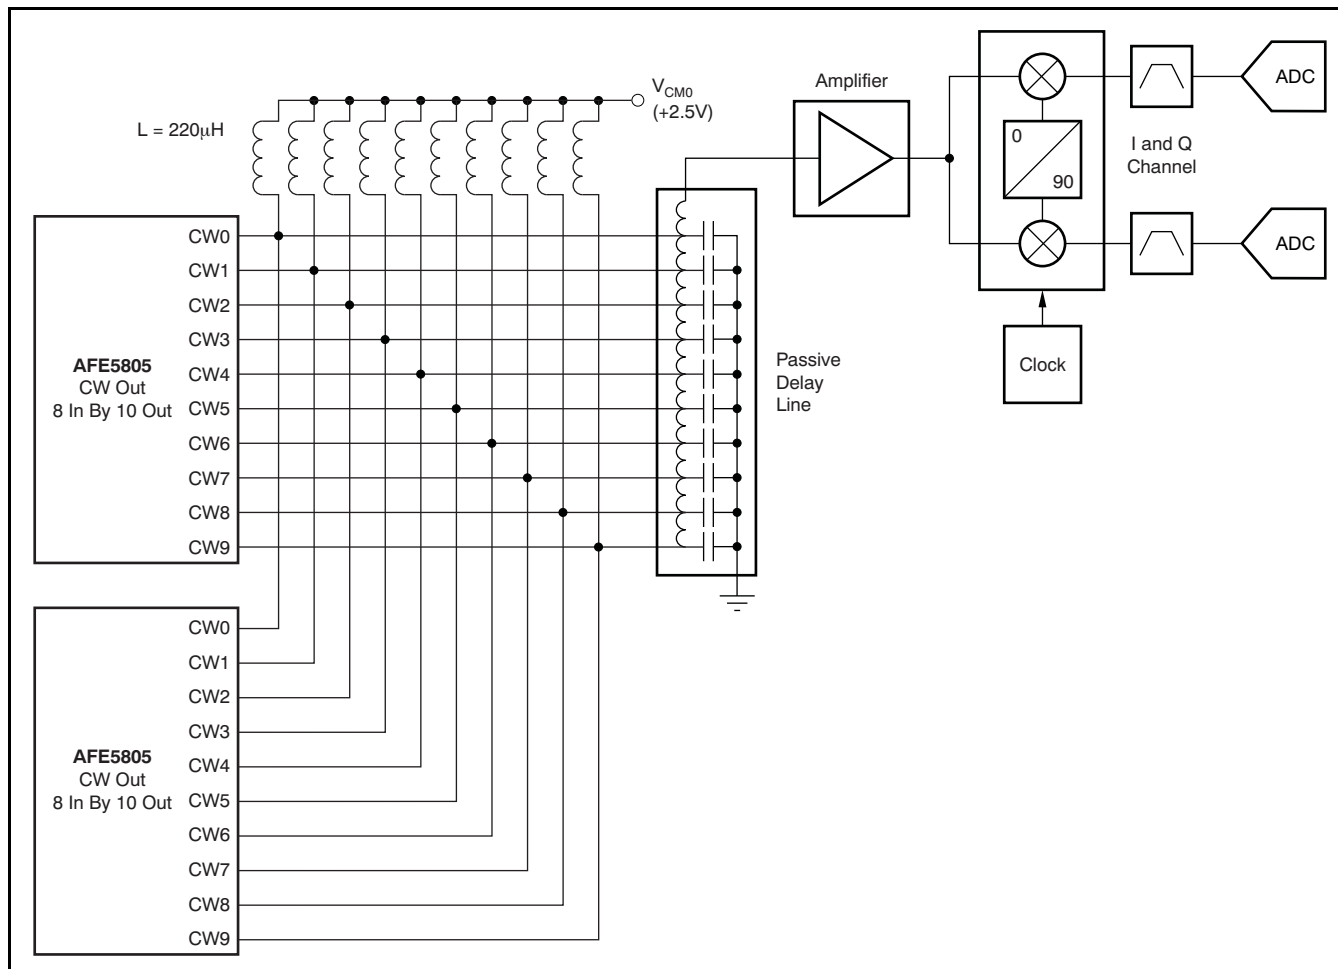 L = 220μH
VCM0
(+2.5V)
Amplifier
0
90
I and Q
Channel
ADC
ADC
Clock
Passive
Delay
Line
AFE5805
CW Out
8 In By 10 Out
CW0
CW1
CW2
CW3
CW4
CW5
CW6
CW7
CW8
CW9
AFE5805
CW Out
8 In By 10 Out
CW0
CW1
CW2
CW3
CW4
CW5
CW6
CW7
CW8
CW9